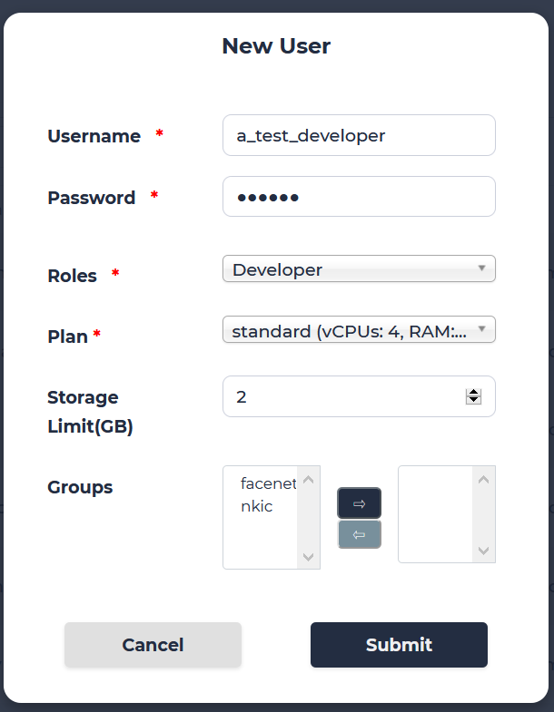 New User
Username *
a_test_developer
Password *
••••••
Roles *
Developer
Plan *
standard (vCPUs: 4, RAM:...
Storage
Limit(GB)
2
Groups
facenet
nkic
⇨
⇦
Cancel
Submit